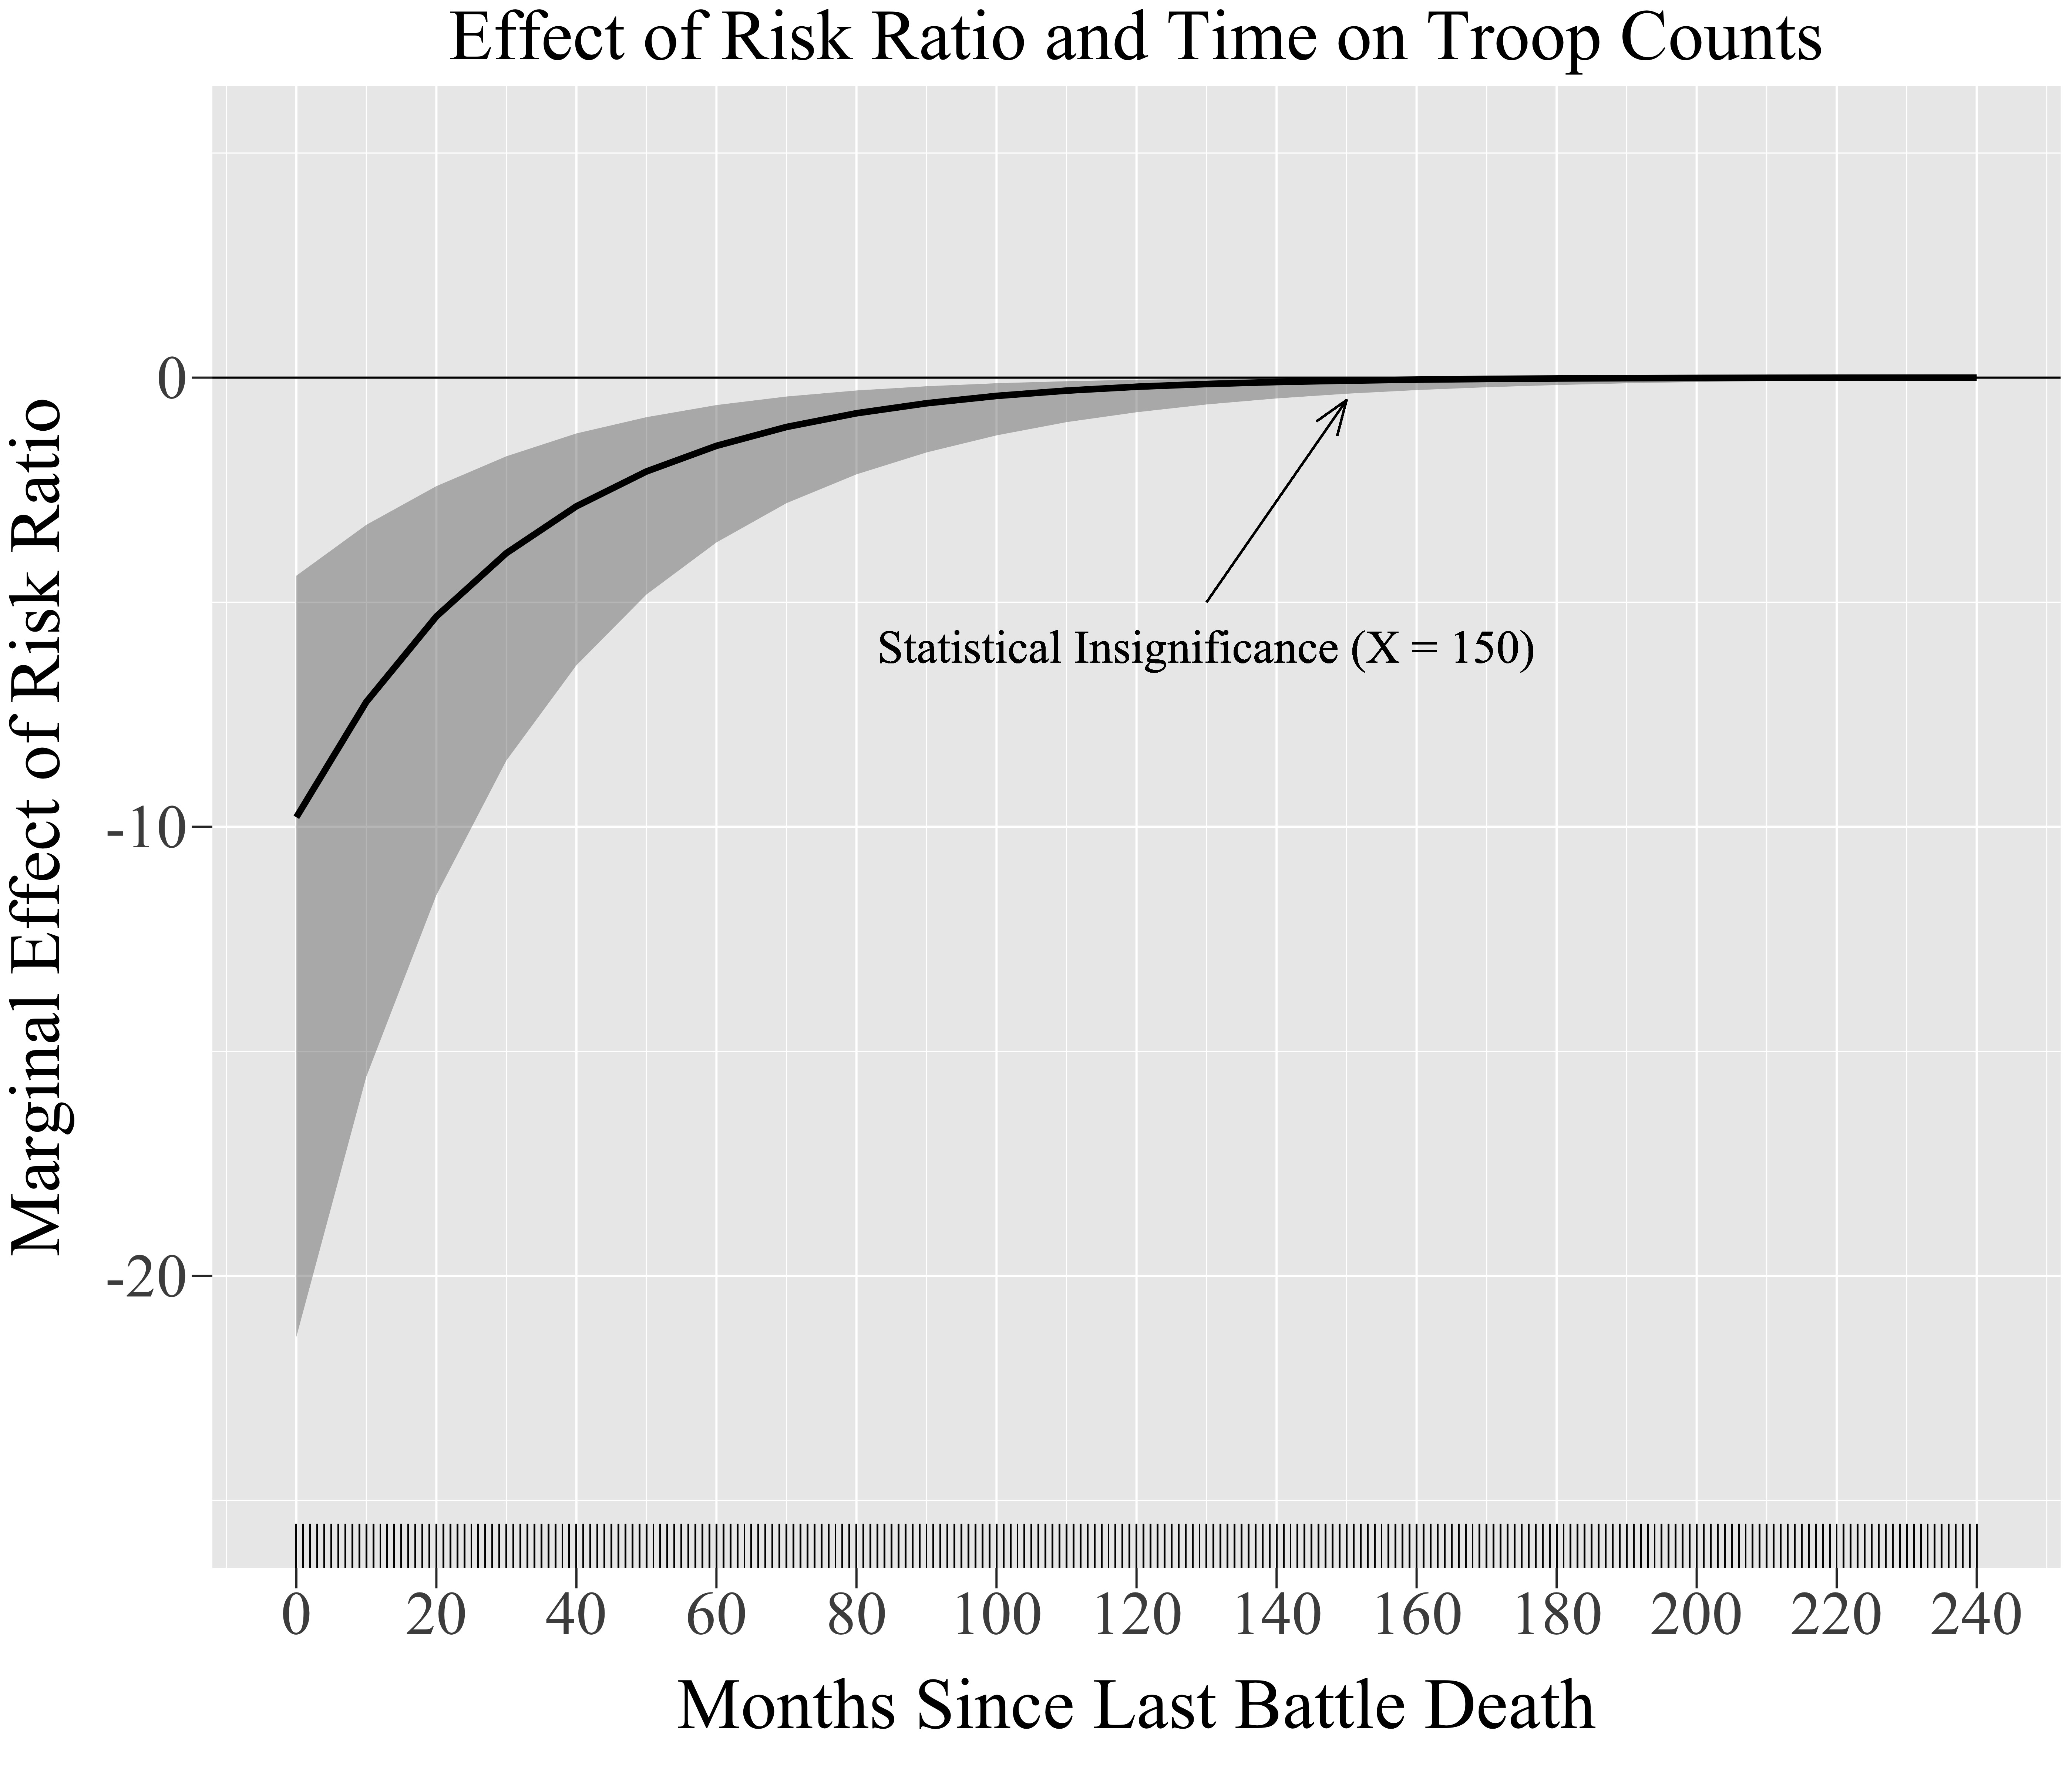 Effect of Risk Ratio and Time on Troop Counts
Marginal Effect of Risk Ratio
0
-10
-20
Statistical Insignificance (X = 150)
0 20 40 60 80 100 120 140 160 180 200 220 240
Months Since Last Battle Death